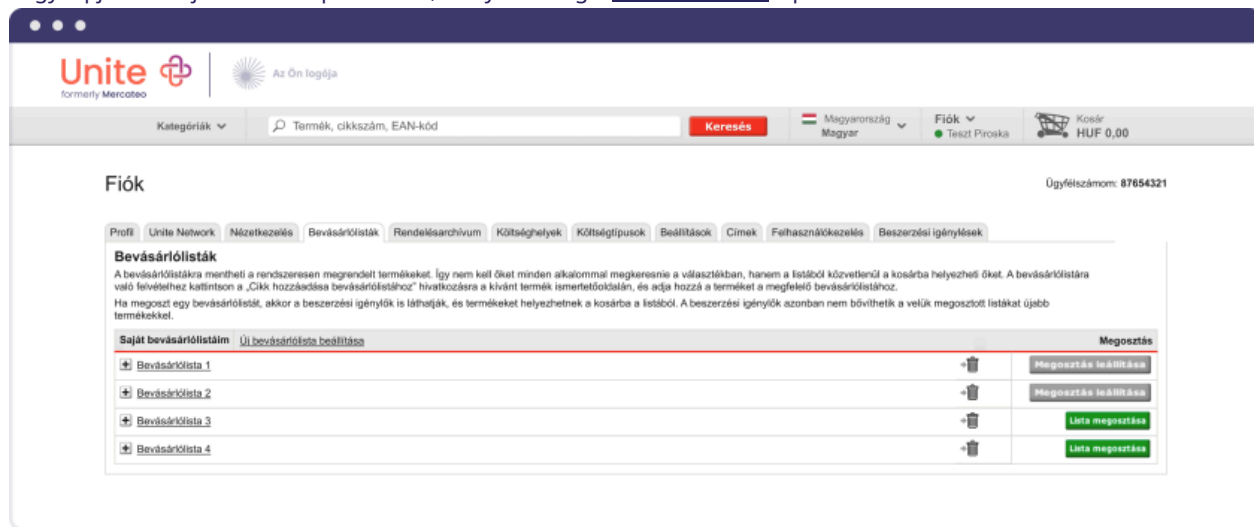 Unite
formerly Mercateo
Az Ön logója
Kategóriák
Termék, cikkszám, EAN-kód
Keresés
Magyarország
Magyar
Fiók
Teszt Piroska
Kosár
HUF 0,00
Fiók
Ügyfélszámom: 87654321
Profil Unite Network Nézetkezelés Bevásárlólisták Rendelésarchívum Költséghelyek Költségtípusok Beállítások Címek Felhasználókezelés Beszerzési igénylések
Bevásárlólisták
A bevásárlólistákra mentheti a rendszeresen megrendelt termékeket. Így nem kell őket minden alkalommal megkeresnie a választékban, hanem a listából közvetlenül a kosárba helyezheti őket. A bevásárlólistára
való felvételhez kattintson a „Cikk hozzáadása bevásárlólistához" hivatkozásra a kívánt termék ismertetőoldalán, és adja hozzá a terméket a megfelelő bevásárlólistához.
Ha megoszt egy bevásárlólistát, akkor a beszerzési igénylők is láthatják, és termékeket helyezhetnek a kosárba a listából. A beszerzési igénylők azonban nem bővíthetik a velük megosztott listákat újabb
termékekkel.
Saját bevásárlólistáim Új bevásárlólista beállítása Megosztás
Bevásárlólista 1 Megosztás leállítása
Bevásárlólista 2 Megosztás leállítása
Bevásárlólista 3 Lista megosztása
Bevásárlólista 4 Lista megosztása